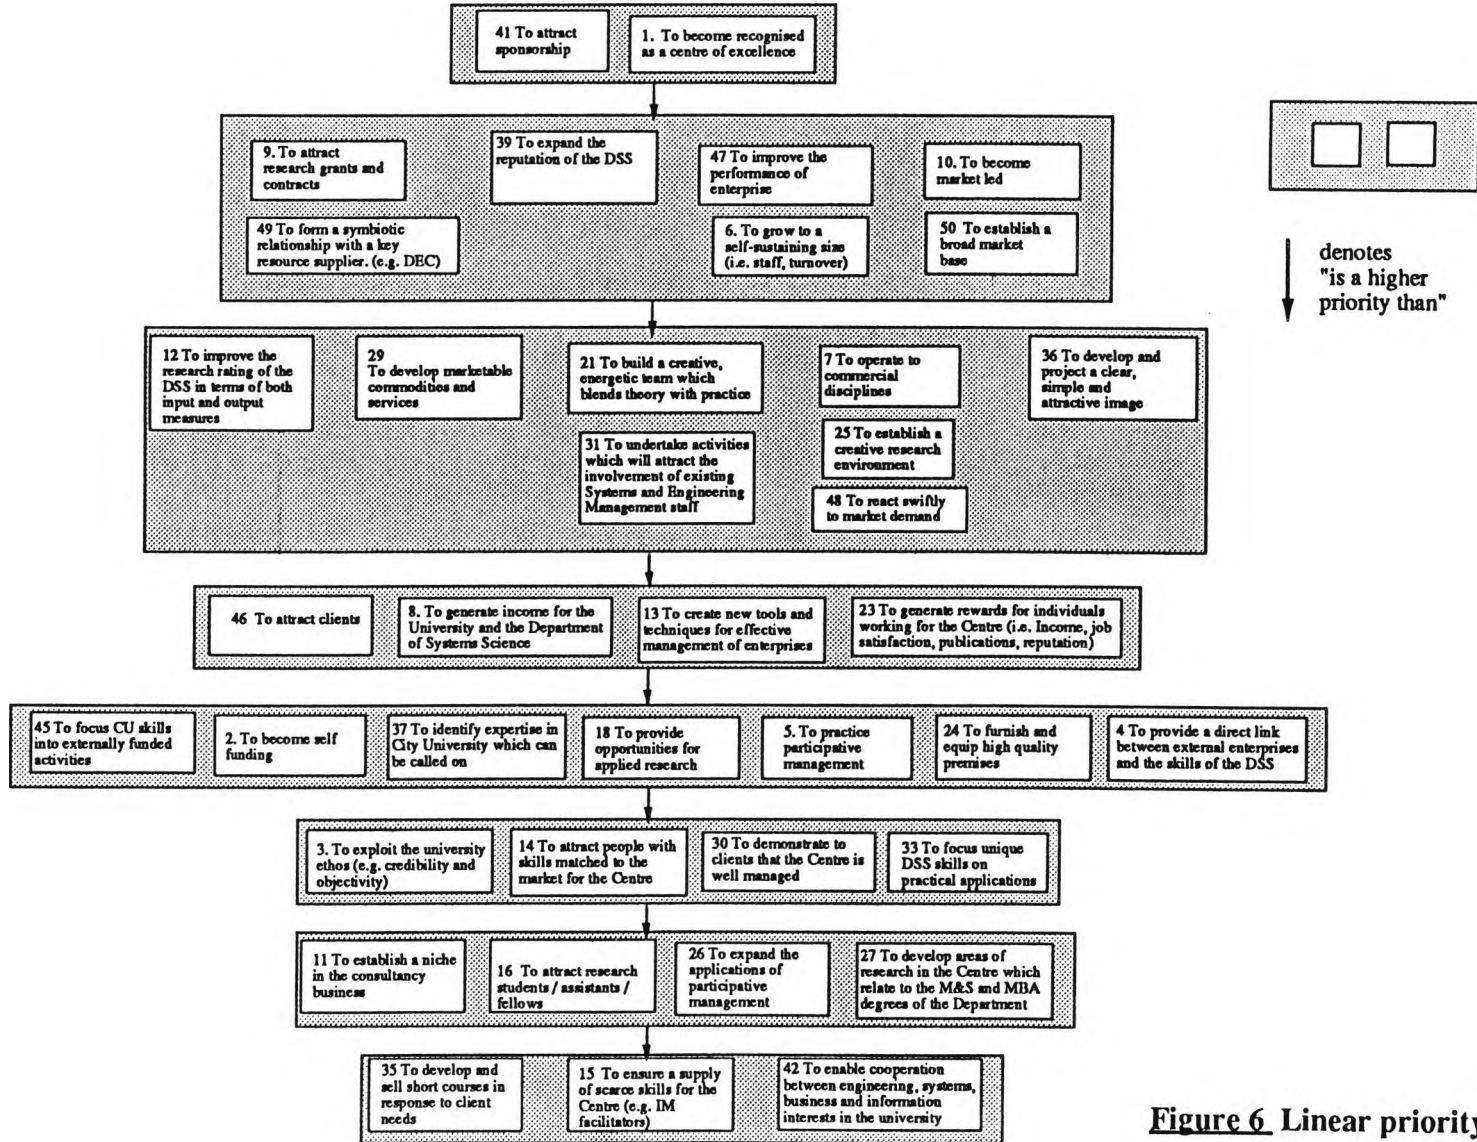 41 To attract
sponsorship
1. To become recognised
as a centre of excellence
9. To attract
research grants and
contracts
39 To expand the
reputation of the DSS
47 To improve the
performance of
enterprise
10. To become
market led
49 To form a symbiotic
relationship with a key
resource supplier. (e.g. DEC)
6. To grow to a
self-sustaining size
(i.e. staff, turnover)
50 To establish a
broad market
base
denotes
"is a higher
priority than"
12 To improve the
research rating of the
DSS in terms of both
input and output
measures
29
To develop marketable
commodities and
services
21 To build a creative,
energetic team which
blends theory with practice
7 To operate to
commercial
disciplines
36 To develop and
project a clear,
simple and
attractive image
31 To undertake activities
which will attract the
involvement of existing
Systems and Engineering
Management staff
25 To establish a
creative research
environment
48 To react swiftly
to market demand
46 To attract clients
8. To generate income for the
University and the Department
of Systems Science
13 To create new tools and
techniques for effective
management of enterprises
23 To generate rewards for individuals
working for the Centre (i.e. Income, job
satisfaction, publications, reputation)
45 To focus CU skills
into externally funded
activities
2. To become self
funding
37 To identify expertise in
City University which can
be called on
18 To provide
opportunities for
applied research
5. To practice
participative
management
24 To furnish and
equip high quality
premises
4 To provide a direct link
between external enterprises
and the skills of the DSS
3. To exploit the university
ethos (e.g. credibility and
objectivity)
14 To attract people with
skills matched to the
market for the Centre
30 To demonstrate to
clients that the Centre is
well managed
33 To focus unique
DSS skills on
practical applications
11 To establish a niche
in the consultancy
business
16 To attract research
students / assistants /
fellows
26 To expand the
applications of
participative
management
27 To develop areas of
research in the Centre which
relate to the M&S and MBA
degrees of the Department
35 To develop and
sell short courses in
response to client
needs
15 To ensure a supply
of scarce skills for the
Centre (e.g. IM
facilitators)
42 To enable cooperation
between engineering, systems,
business and information
interests in the university
Figure 6 Linear priority